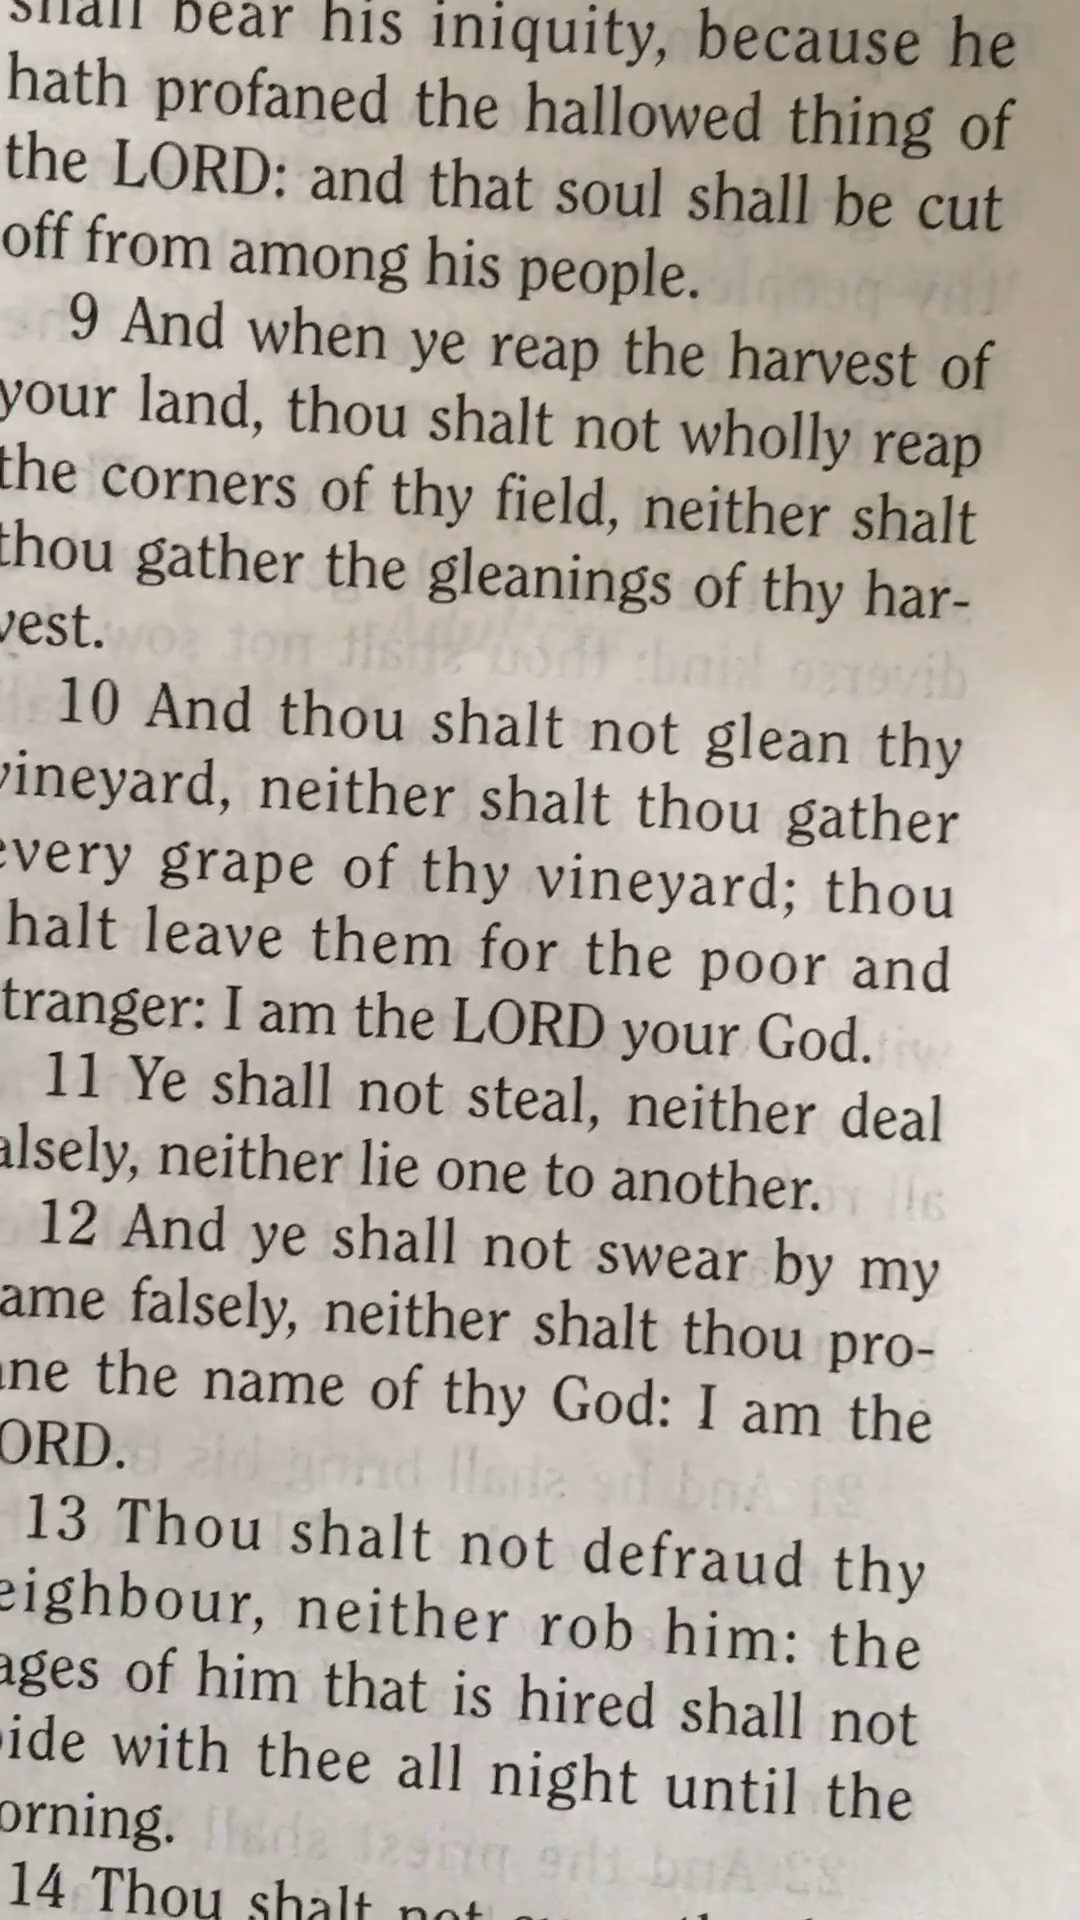 shall bear his iniquity, because he
hath profaned the hallowed thing of
the LORD: and that soul shall be cut
off from among his people.
9 And when ye reap the harvest of
your land, thou shalt not wholly reap
the corners of thy field, neither shalt
thou gather the gleanings of thy har-
vest.
10 And thou shalt not glean thy
vineyard, neither shalt thou gather
every grape of thy vineyard; thou
halt leave them for the poor and
tranger: I am the LORD your God.
11 Ye shall not steal, neither deal
alsely, neither lie one to another.
12 And ye shall not swear by my
ame falsely, neither shalt thou pro-
ane the name of thy God: I am the
ORD.
13 Thou shalt not defraud thy
eighbour, neither rob him: the
ages of him that is hired shall not
ide with thee all night until the
orning.
14 Thou shalt not